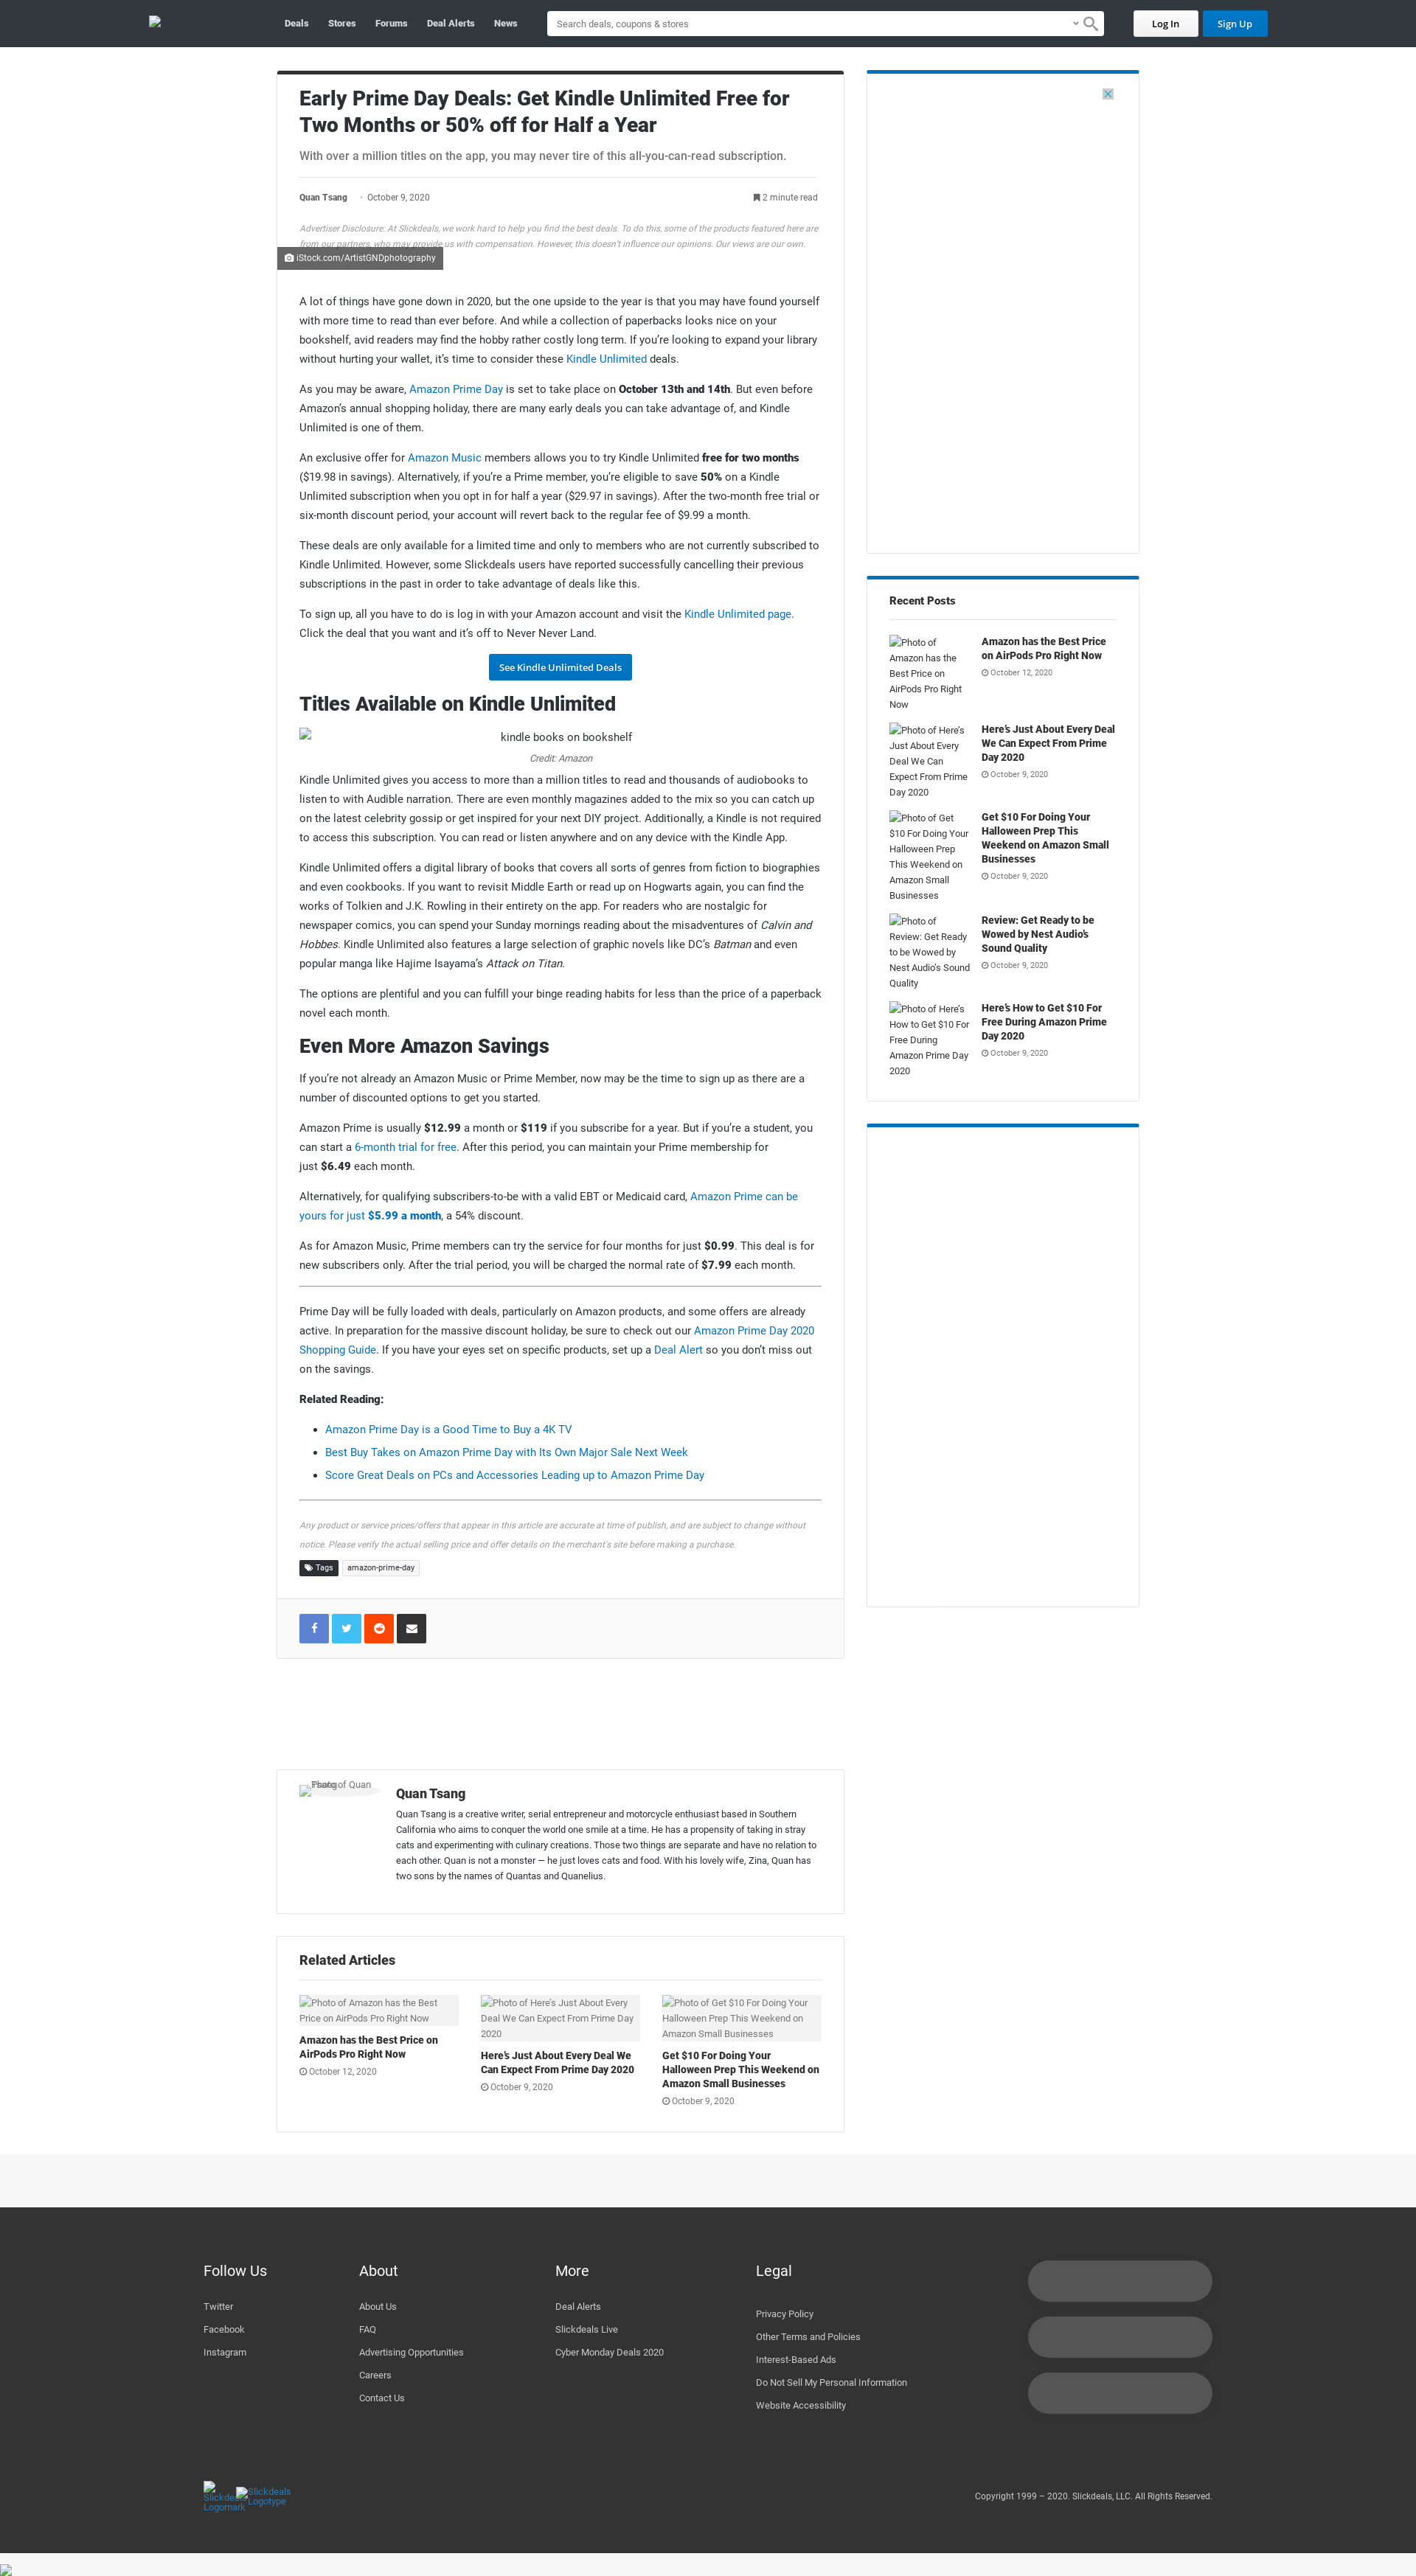 Deals Stores Forums Deal Alerts News Search deals, coupons & stores Log In Sign Up
Early Prime Day Deals: Get Kindle Unlimited Free for
Two Months or 50% off for Half a Year
With over a million titles on the app, you may never tire of this all-you-can-read subscription.
Quan Tsang · October 9, 2020 2 minute read
Advertiser Disclosure: At Slickdeals, we work hard to help you find the best deals. To do this, some of the products featured here are
from our partners, who may provide us with compensation. However, this doesn't influence our opinions. Our views are our own.
iStock.com/ArtistGNDphotography
A lot of things have gone down in 2020, but the one upside to the year is that you may have found yourself
with more time to read than ever before. And while a collection of paperbacks looks nice on your
bookshelf, avid readers may find the hobby rather costly long term. If you're looking to expand your library
without hurting your wallet, it's time to consider these Kindle Unlimited deals.
As you may be aware, Amazon Prime Day is set to take place on October 13th and 14th. But even before
Amazon's annual shopping holiday, there are many early deals you can take advantage of, and Kindle
Unlimited is one of them.
An exclusive offer for Amazon Music members allows you to try Kindle Unlimited free for two months
($19.98 in savings). Alternatively, if you're a Prime member, you're eligible to save 50% on a Kindle
Unlimited subscription when you opt in for half a year ($29.97 in savings). After the two-month free trial or
six-month discount period, your account will revert back to the regular fee of $9.99 a month.
These deals are only available for a limited time and only to members who are not currently subscribed to
Kindle Unlimited. However, some Slickdeals users have reported successfully cancelling their previous
subscriptions in the past in order to take advantage of deals like this.
To sign up, all you have to do is log in with your Amazon account and visit the Kindle Unlimited page.
Click the deal that you want and it's off to Never Never Land.
See Kindle Unlimited Deals
Titles Available on Kindle Unlimited
kindle books on bookshelf
Credit: Amazon
Kindle Unlimited gives you access to more than a million titles to read and thousands of audiobooks to
listen to with Audible narration. There are even monthly magazines added to the mix so you can catch up
on the latest celebrity gossip or get inspired for your next DIY project. Additionally, a Kindle is not required
to access this subscription. You can read or listen anywhere and on any device with the Kindle App.
Kindle Unlimited offers a digital library of books that covers all sorts of genres from fiction to biographies
and even cookbooks. If you want to revisit Middle Earth or read up on Hogwarts again, you can find the
works of Tolkien and J.K. Rowling in their entirety on the app. For readers who are nostalgic for
newspaper comics, you can spend your Sunday mornings reading about the misadventures of Calvin and
Hobbes. Kindle Unlimited also features a large selection of graphic novels like DC's Batman and even
popular manga like Hajime Isayama's Attack on Titan.
The options are plentiful and you can fulfill your binge reading habits for less than the price of a paperback
novel each month.
Even More Amazon Savings
If you're not already an Amazon Music or Prime Member, now may be the time to sign up as there are a
number of discounted options to get you started.
Amazon Prime is usually $12.99 a month or $119 if you subscribe for a year. But if you're a student, you
can start a 6-month trial for free. After this period, you can maintain your Prime membership for
just $6.49 each month.
Alternatively, for qualifying subscribers-to-be with a valid EBT or Medicaid card, Amazon Prime can be
yours for just $5.99 a month, a 54% discount.
As for Amazon Music, Prime members can try the service for four months for just $0.99. This deal is for
new subscribers only. After the trial period, you will be charged the normal rate of $7.99 each month.
Prime Day will be fully loaded with deals, particularly on Amazon products, and some offers are already
active. In preparation for the massive discount holiday, be sure to check out our Amazon Prime Day 2020
Shopping Guide. If you have your eyes set on specific products, set up a Deal Alert so you don't miss out
on the savings.
Related Reading:
Amazon Prime Day is a Good Time to Buy a 4K TV
Best Buy Takes on Amazon Prime Day with Its Own Major Sale Next Week
Score Great Deals on PCs and Accessories Leading up to Amazon Prime Day
Any product or service prices/offers that appear in this article are accurate at time of publish, and are subject to change without
notice. Please verify the actual selling price and offer details on the merchant's site before making a purchase.
Tags amazon-prime-day
Photo of Quan
Tsang
Quan Tsang
Quan Tsang is a creative writer, serial entrepreneur and motorcycle enthusiast based in Southern
California who aims to conquer the world one smile at a time. He has a propensity of taking in stray
cats and experimenting with culinary creations. Those two things are separate and have no relation to
each other. Quan is not a monster — he just loves cats and food. With his lovely wife, Zina, Quan has
two sons by the names of Quantas and Quanelius.
Related Articles
Photo of Amazon has the Best
Price on AirPods Pro Right Now
Amazon has the Best Price on
AirPods Pro Right Now
October 12, 2020
Photo of Here's Just About Every
Deal We Can Expect From Prime Day
2020
Here's Just About Every Deal We
Can Expect From Prime Day 2020
October 9, 2020
Photo of Get $10 For Doing Your
Halloween Prep This Weekend on
Amazon Small Businesses
Get $10 For Doing Your
Halloween Prep This Weekend on
Amazon Small Businesses
October 9, 2020
Recent Posts
Photo of
Amazon has the
Best Price on
AirPods Pro Right
Now
Amazon has the Best Price
on AirPods Pro Right Now
October 12, 2020
Photo of Here's
Just About Every
Deal We Can
Expect From Prime
Day 2020
Here's Just About Every Deal
We Can Expect From Prime
Day 2020
October 9, 2020
Photo of Get
$10 For Doing Your
Halloween Prep
This Weekend on
Amazon Small
Businesses
Get $10 For Doing Your
Halloween Prep This
Weekend on Amazon Small
Businesses
October 9, 2020
Photo of
Review: Get Ready
to be Wowed by
Nest Audio's Sound
Quality
Review: Get Ready to be
Wowed by Nest Audio's
Sound Quality
October 9, 2020
Photo of Here's
How to Get $10 For
Free During
Amazon Prime Day
2020
Here's How to Get $10 For
Free During Amazon Prime
Day 2020
October 9, 2020
Follow Us
Twitter
Facebook
Instagram
About
About Us
FAQ
Advertising Opportunities
Careers
Contact Us
More
Deal Alerts
Slickdeals Live
Cyber Monday Deals 2020
Legal
Privacy Policy
Other Terms and Policies
Interest-Based Ads
Do Not Sell My Personal Information
Website Accessibility
Slickdeals
Logomark
Slickdeals
Logotype
Copyright 1999 – 2020. Slickdeals, LLC. All Rights Reserved.